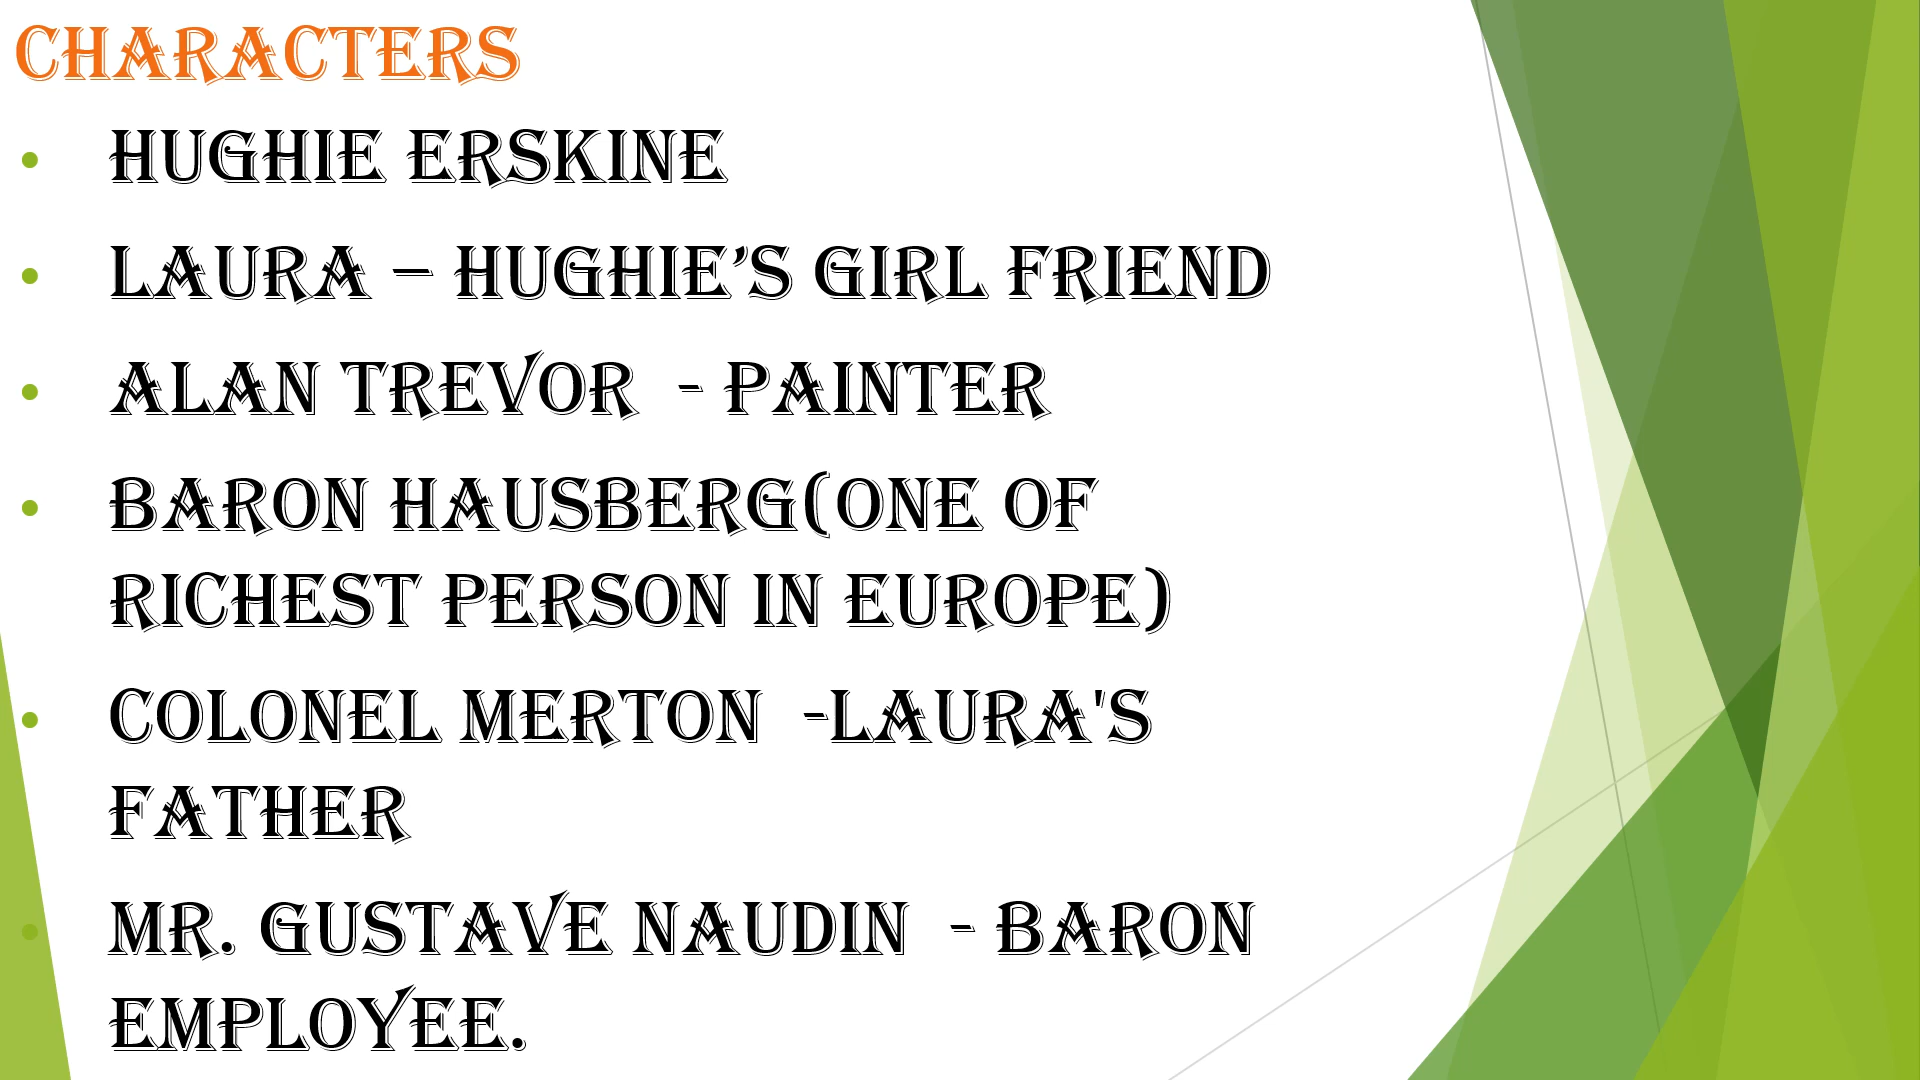 CHARACTERS
• HUGHIE ERSKINE
• LAURA – HUGHIE’S GIRL FRIEND
• ALAN TREVOR  - PAINTER
• BARON HAUSBERG(ONE OF
RICHEST PERSON IN EUROPE)
• COLONEL MERTON  -LAURA'S
FATHER
• MR. GUSTAVE NAUDIN  - BARON
EMPLOYEE.